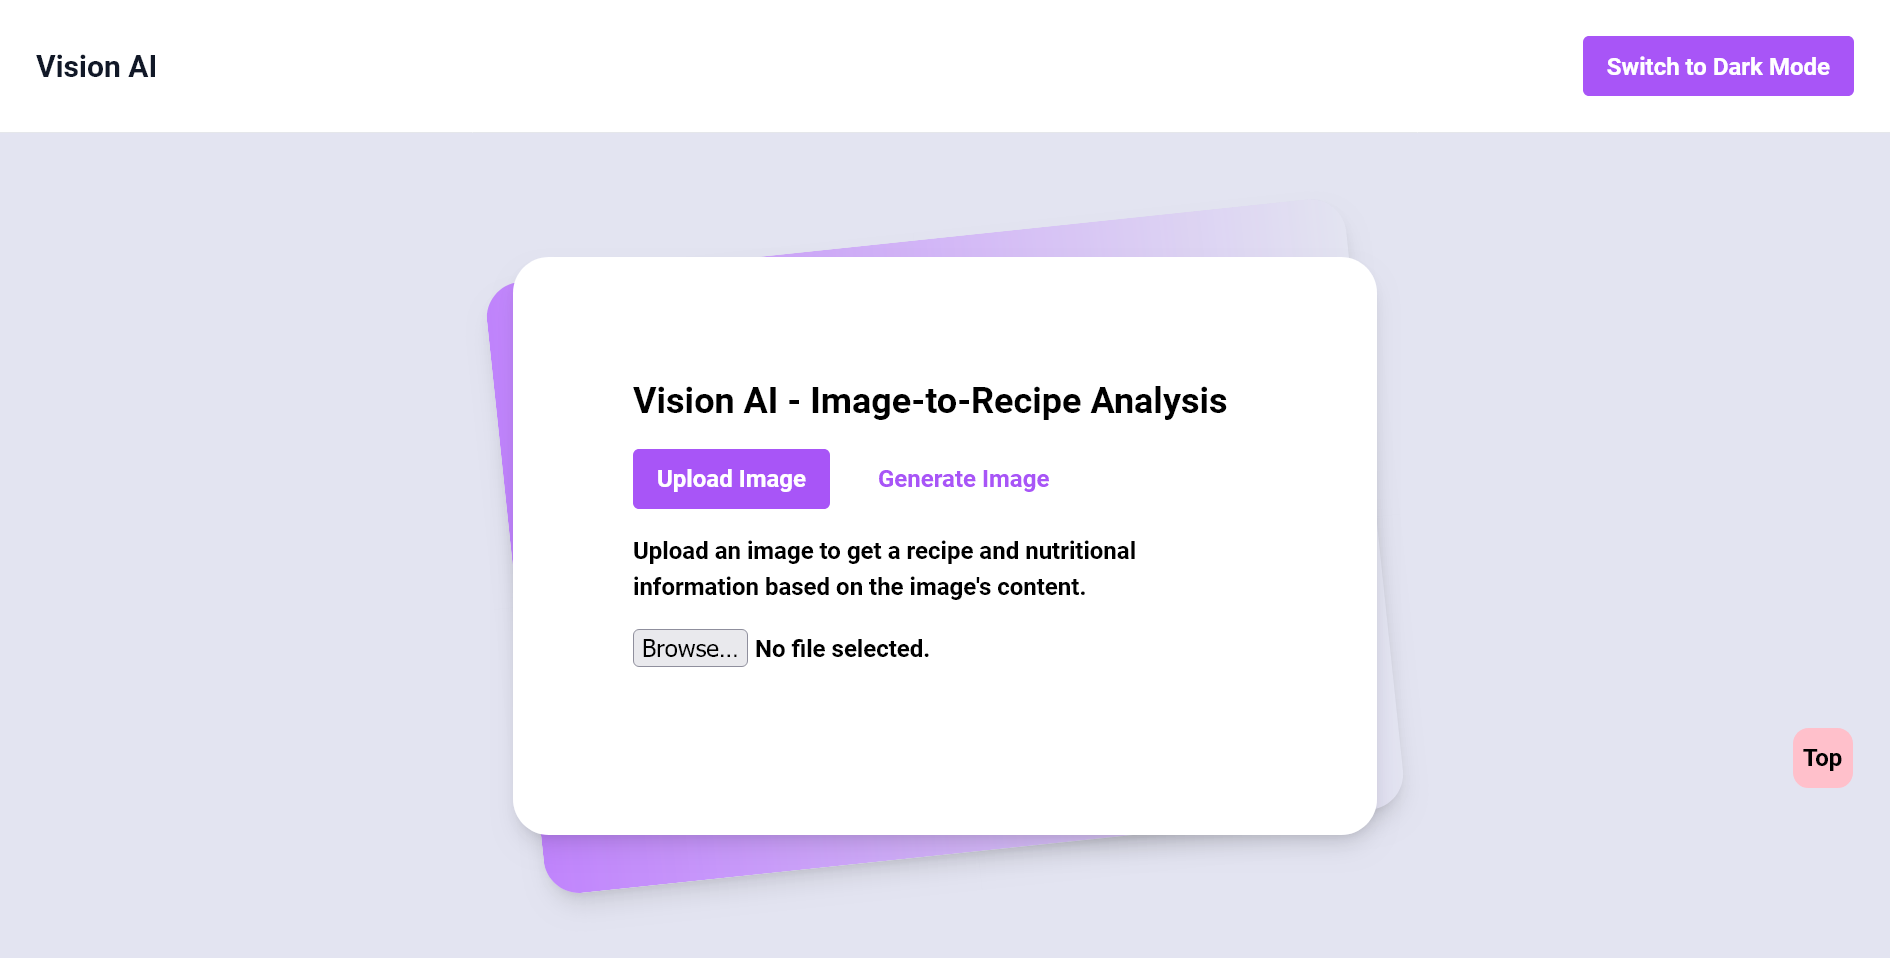 Vision AI
Switch to Dark Mode
Vision AI - Image-to-Recipe Analysis
Upload Image
Generate Image
Upload an image to get a recipe and nutritional
information based on the image's content.
Browse... No file selected.
Top